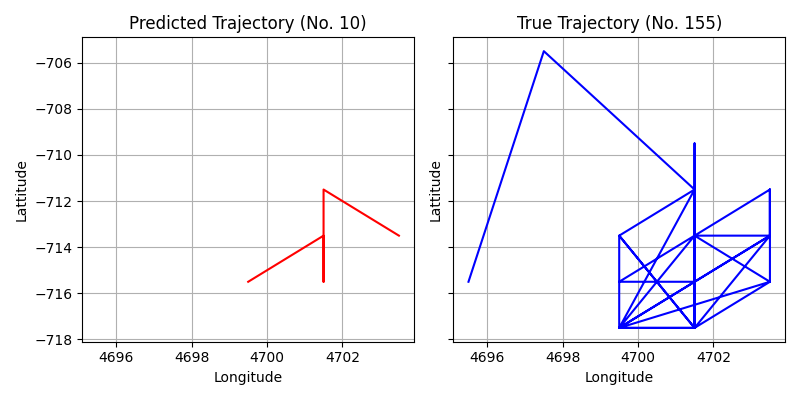 Predicted Trajectory (No. 10)
True Trajectory (No. 155)
−706
−708
−710
−712
−714
−716
−718
Lattitude
Lattitude
4696 4698 4700 4702
4696 4698 4700 4702
Longitude
Longitude